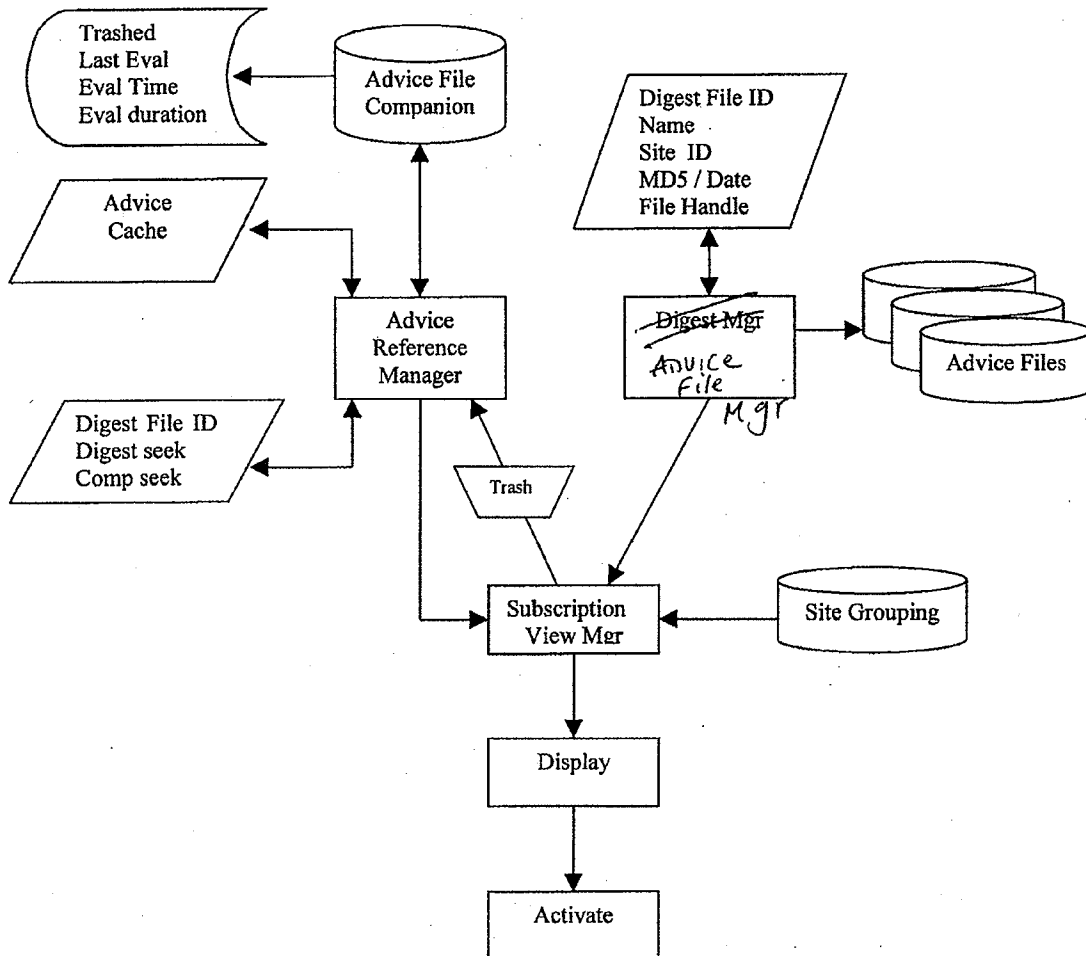 Trashed
Last Eval
Eval Time
Eval duration
Advice File
Companion
Digest File ID
Name
Site ID
MD5 / Date
File Handle
Advice
Cache
Advice
Reference
Manager
Digest Mgr
ADVICE
File
Mgr
Advice Files
Digest File ID
Digest seek
Comp seek
Trash
Subscription
View Mgr
Site Grouping
Display
Activate